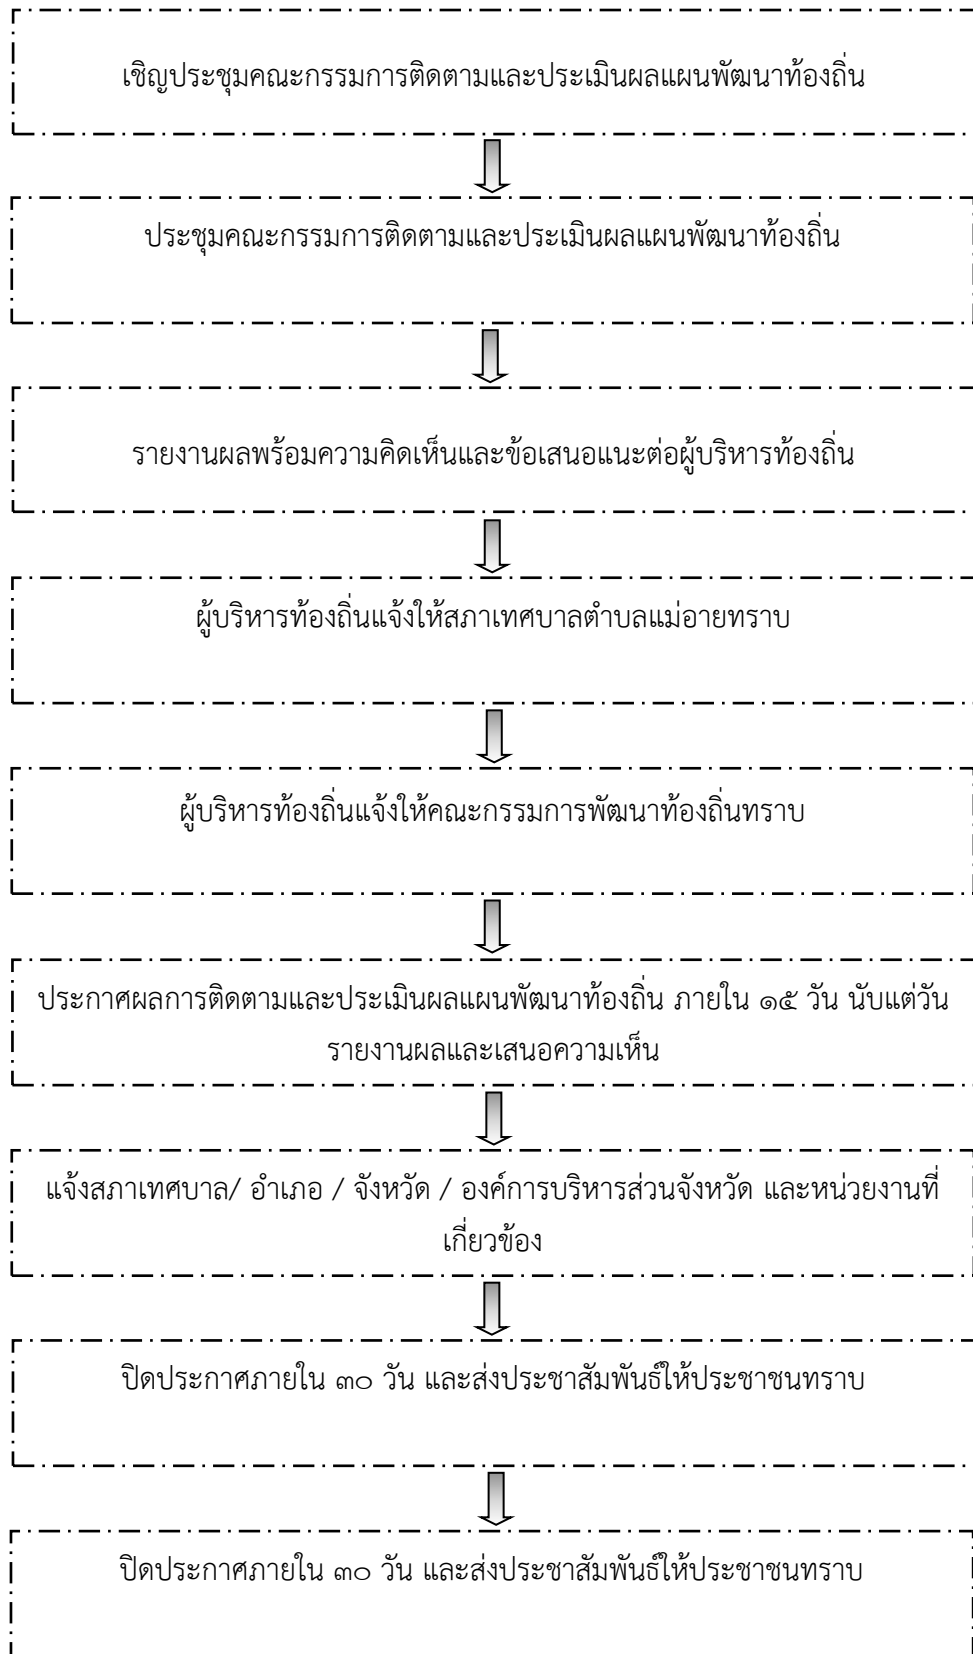 เชิญประชุมคณะกรรมการติดตามและประเมินผลแผนพัฒนาท้องถิ่น
ประชุมคณะกรรมการติดตามและประเมินผลแผนพัฒนาท้องถิ่น
รายงานผลพร้อมความคิดเห็นและข้อเสนอแนะต่อผู้บริหารท้องถิ่น
ผู้บริหารท้องถิ่นแจ้งให้สภาเทศบาลตำบลแม่อายทราบ
ผู้บริหารท้องถิ่นแจ้งให้คณะกรรมการพัฒนาท้องถิ่นทราบ
ประกาศผลการติดตามและประเมินผลแผนพัฒนาท้องถิ่น ภายใน ๑๕ วัน นับแต่วัน
รายงานผลและเสนอความเห็น
แจ้งสภาเทศบาล/ อำเภอ / จังหวัด / องค์การบริหารส่วนจังหวัด และหน่วยงานที่
เกี่ยวข้อง
ปิดประกาศภายใน ๓๐ วัน และส่งประชาสัมพันธ์ให้ประชาชนทราบ
ปิดประกาศภายใน ๓๐ วัน และส่งประชาสัมพันธ์ให้ประชาชนทราบ